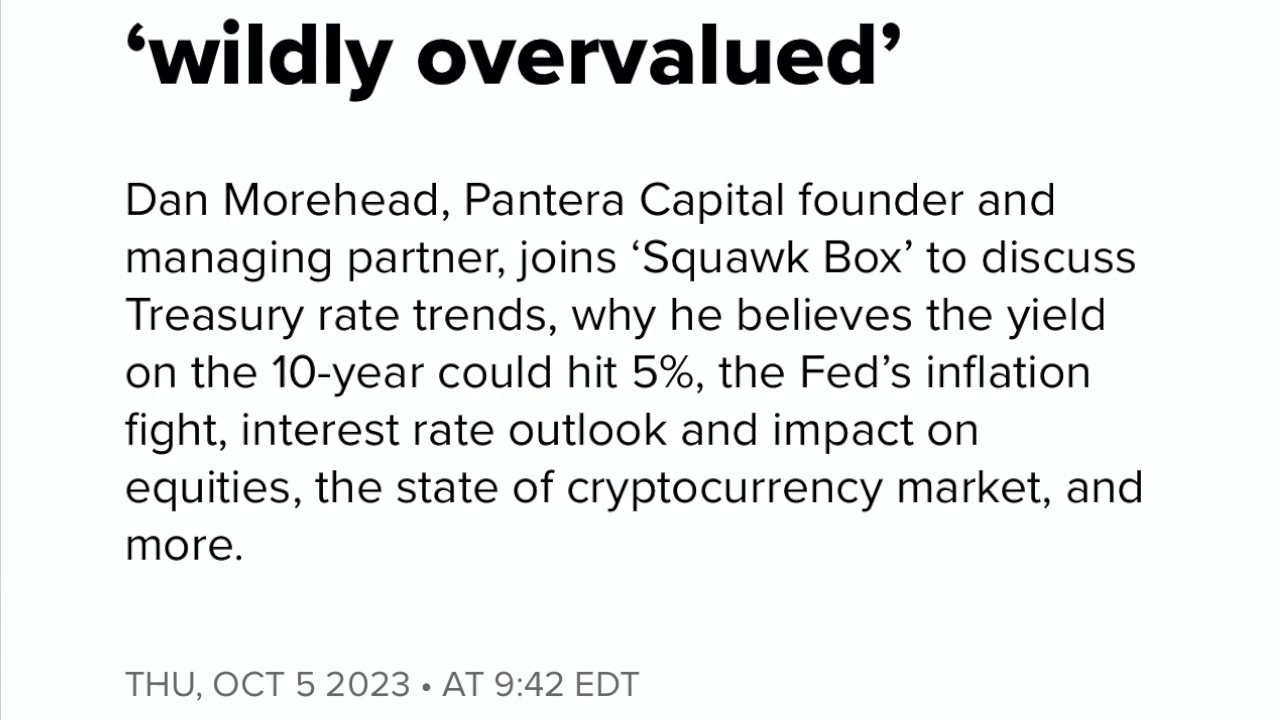 ‘wildly overvalued’
Dan Morehead, Pantera Capital founder and
managing partner, joins ‘Squawk Box’ to discuss
Treasury rate trends, why he believes the yield
on the 10-year could hit 5%, the Fed’s inflation
fight, interest rate outlook and impact on
equities, the state of cryptocurrency market, and
more.
THU, OCT 5 2023 • AT 9:42 EDT